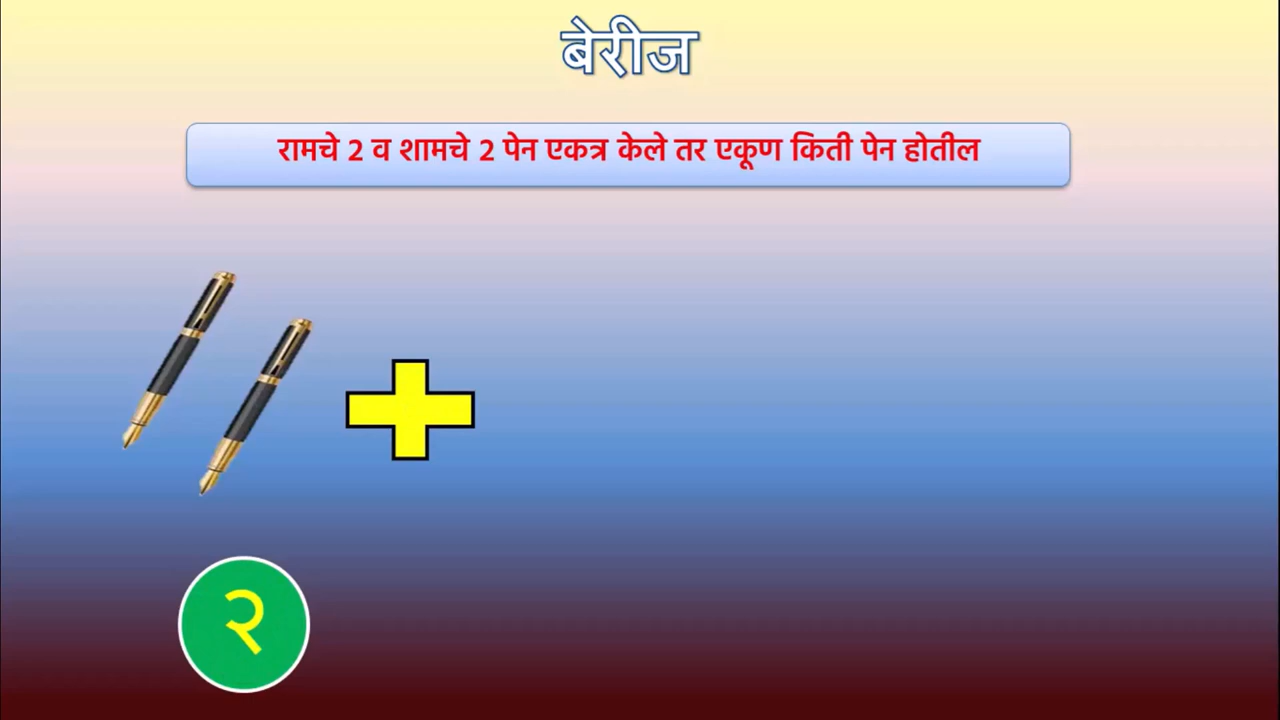 बेरीज
रामचे 2 व शामचे 2 पेन एकत्र केले तर एकूण किती पेन होतील
२